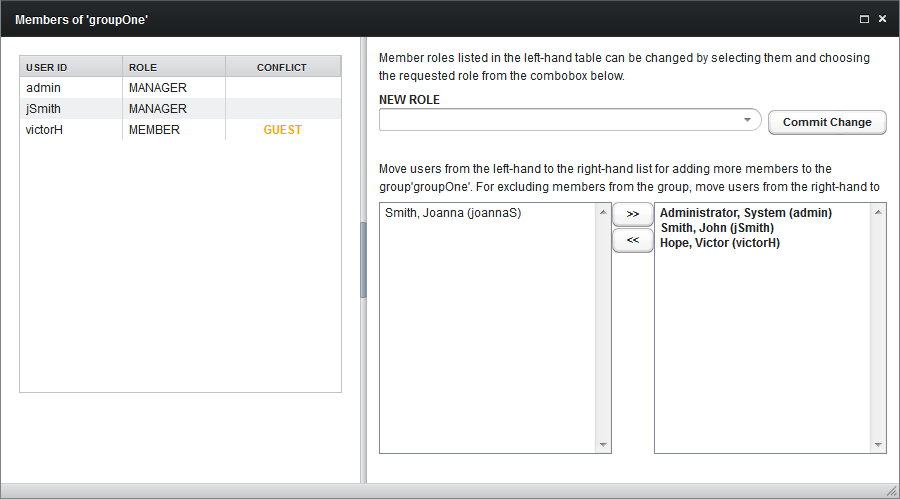 Members of 'groupOne'
USER ID ROLE CONFLICT
admin MANAGER
jSmith MANAGER
victorH MEMBER GUEST
Member roles listed in the left-hand table can be changed by selecting them and choosing
the requested role from the combobox below.
NEW ROLE
Commit Change
Move users from the left-hand to the right-hand list for adding more members to the
group'groupOne'. For excluding members from the group, move users from the right-hand to
Smith, Joanna (joannaS)
>>
<<
Administrator, System (admin)
Smith, John (jSmith)
Hope, Victor (victorH)